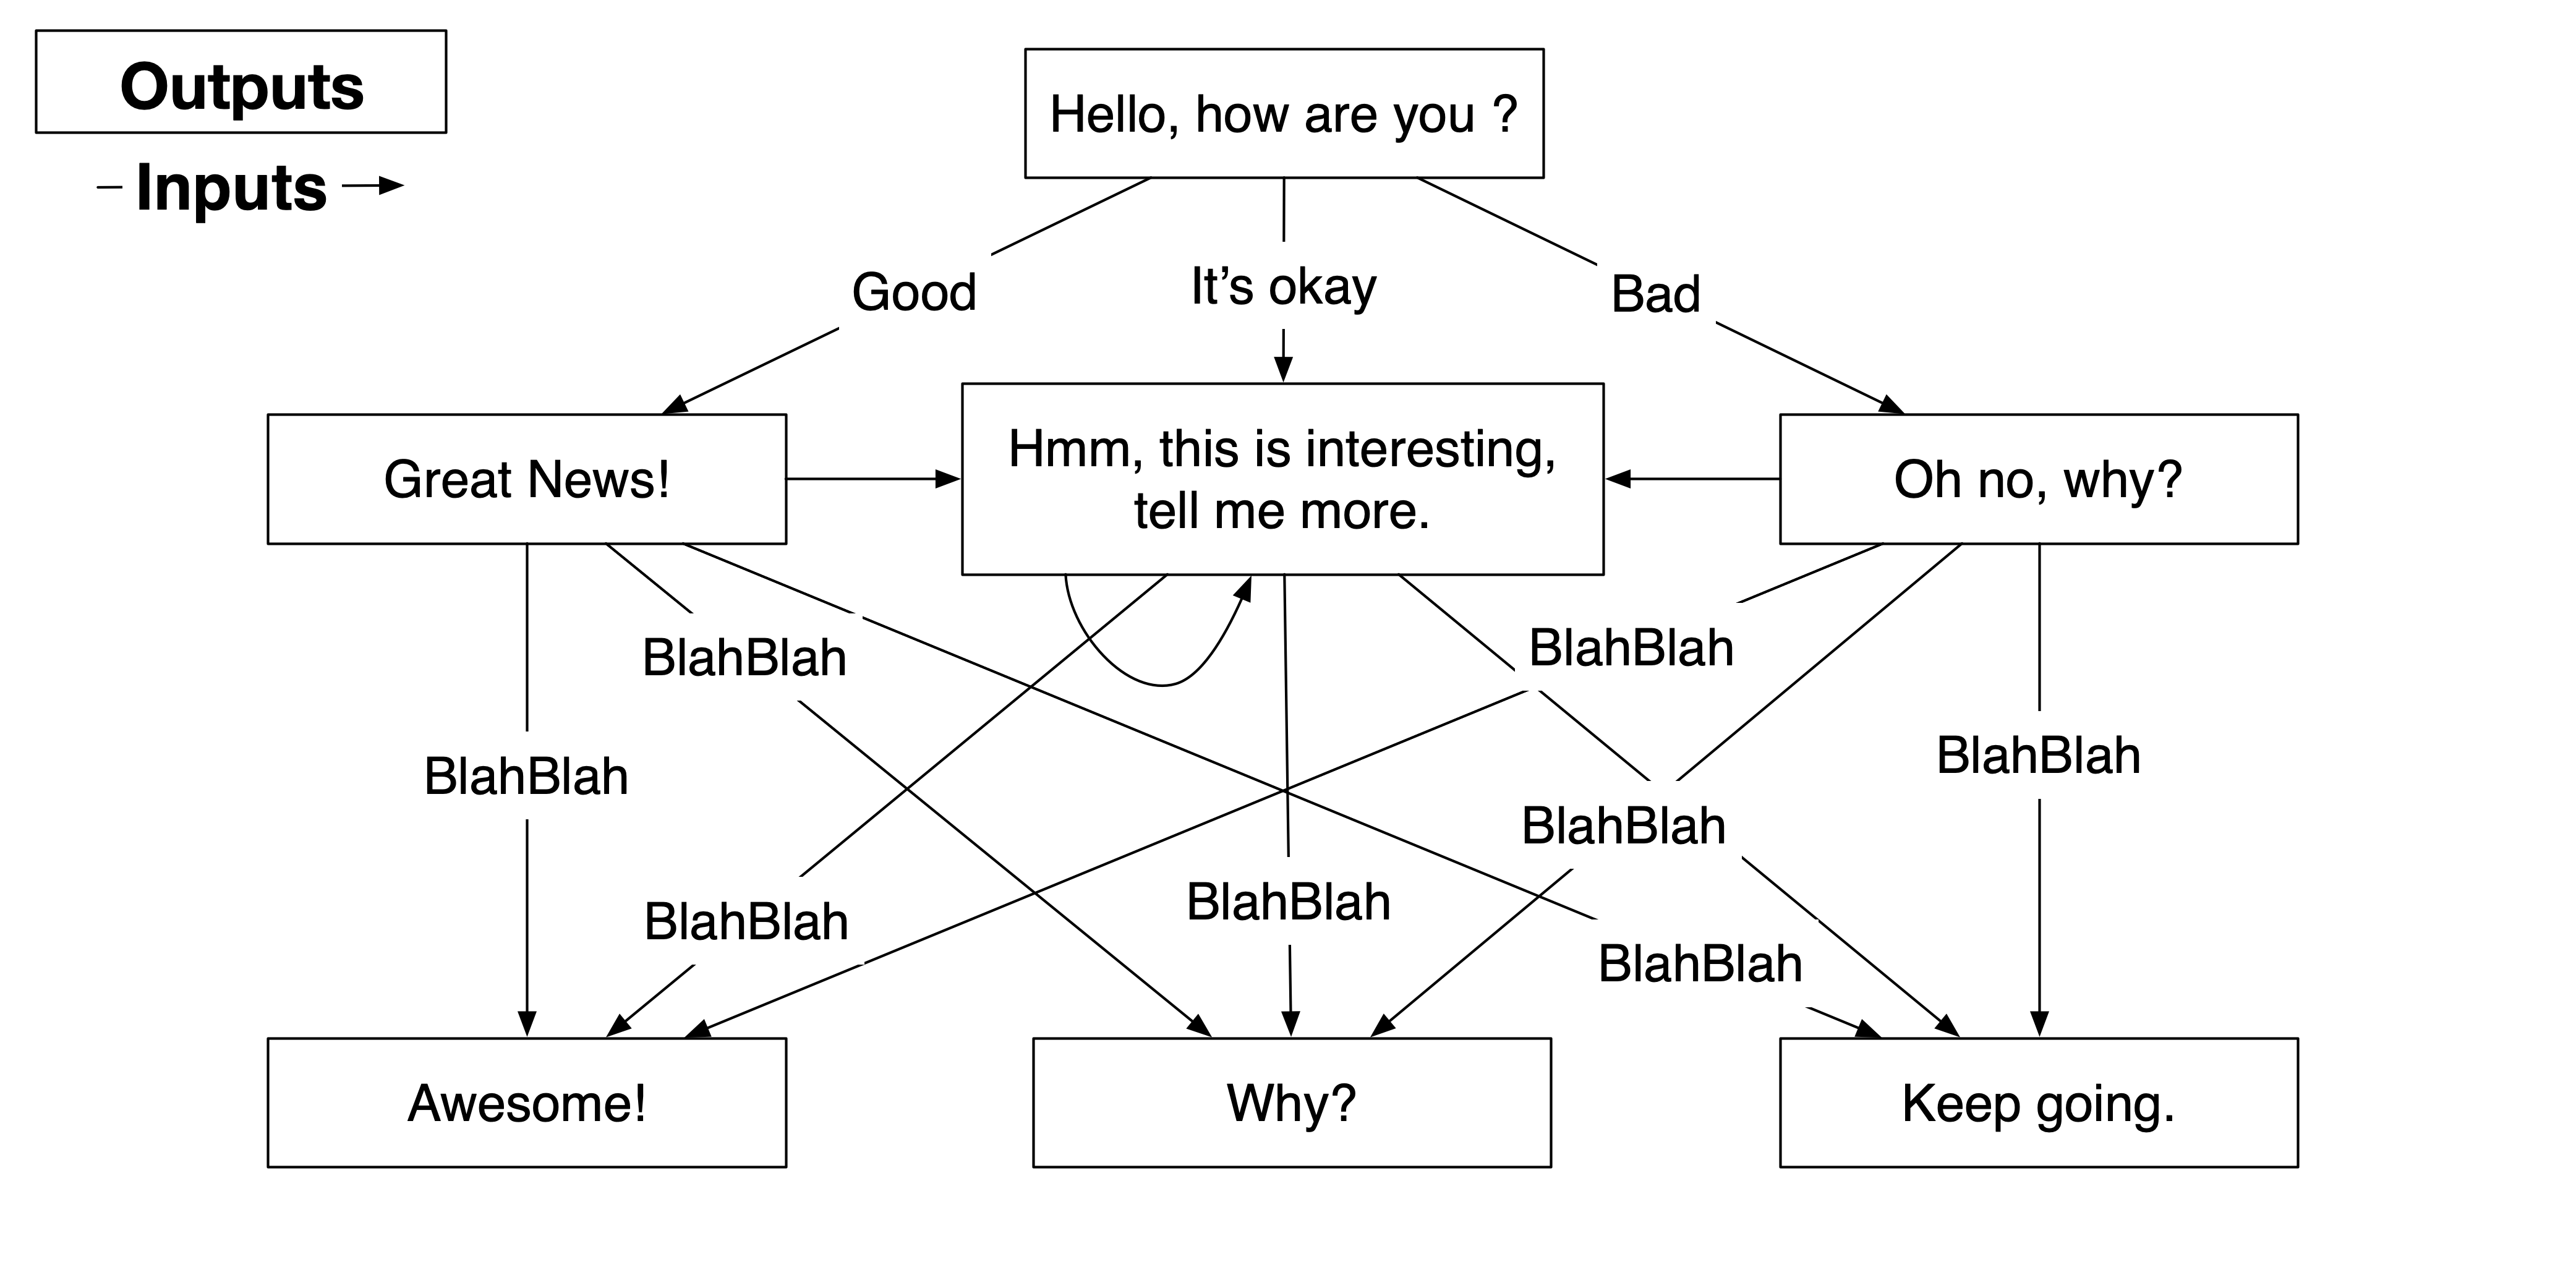 Outputs
Inputs
Hello, how are you ?
Good
It's okay
Bad
Great News!
Hmm, this is interesting,
tell me more.
Oh no, why?
BlahBlah
BlahBlah
BlahBlah
BlahBlah
BlahBlah
BlahBlah
BlahBlah
BlahBlah
Awesome!
Why?
Keep going.